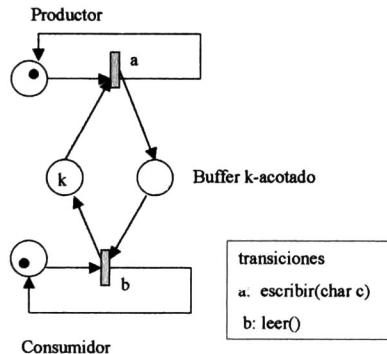 Productor
a
k
Buffer k-acotado
b
transiciones
a: escribir(char c)
b: leer()
Consumidor